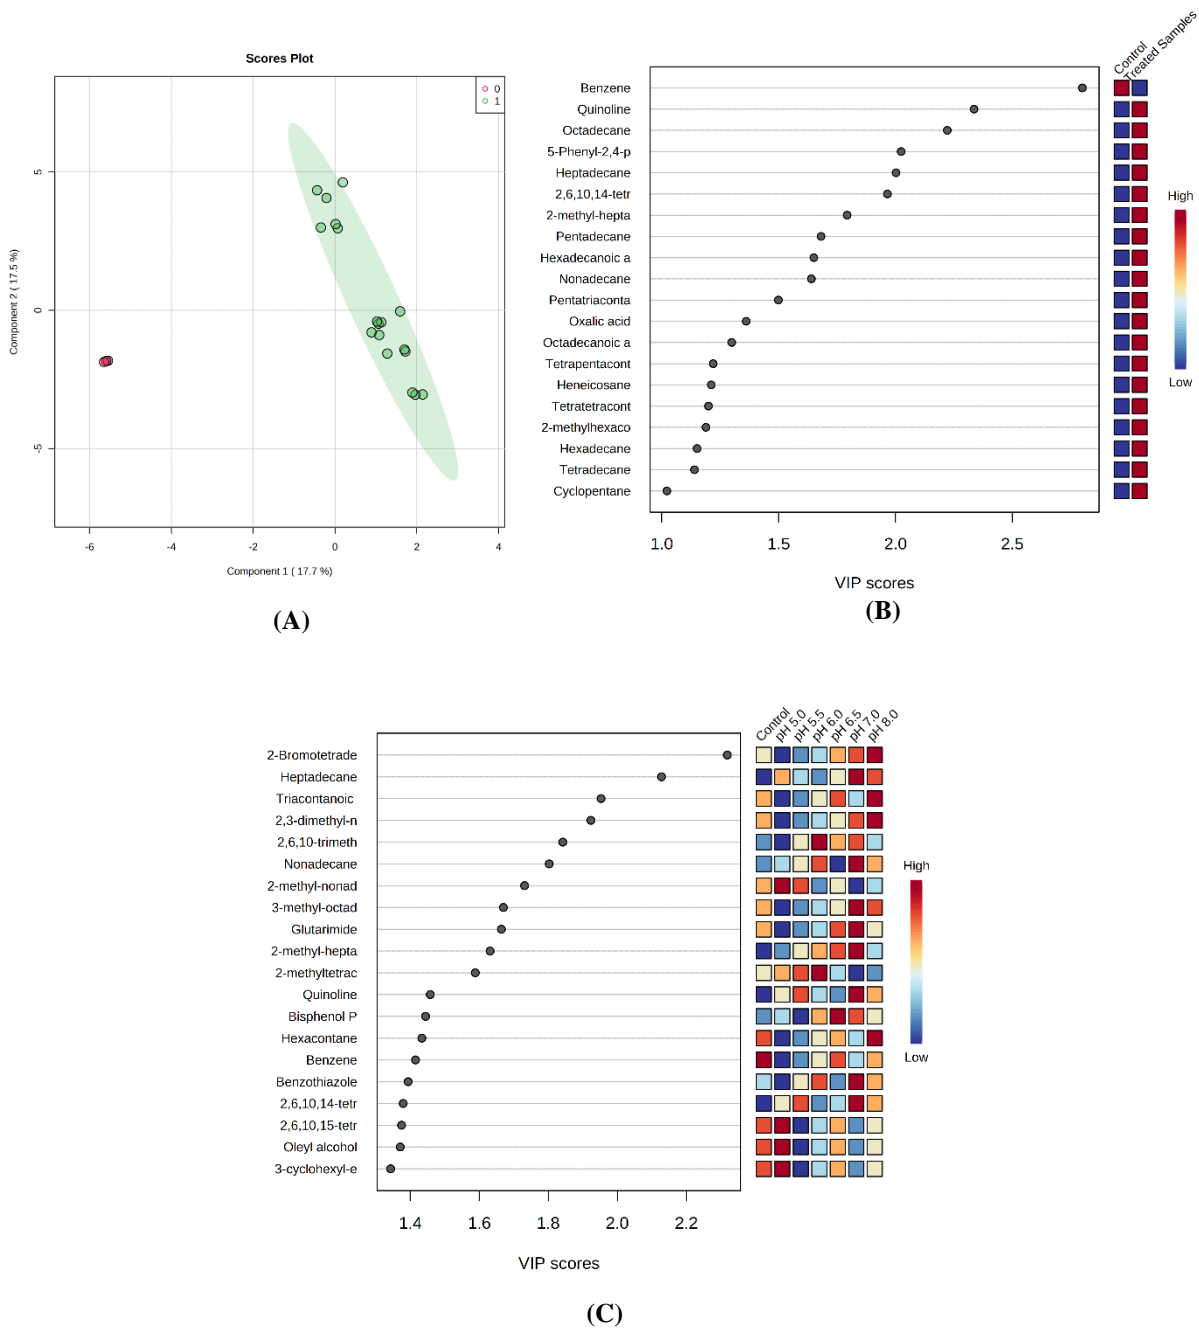 Scores Plot
0
1
5
0
-5
Component 2 ( 17.5 %)
-6
-4
-2
0
2
4
Component 1 ( 17.7 %)
(A)
Control
Treated Samples
Benzene
Quinoline
Octadecane
5-Phenyl-2,4-p
Heptadecane
2,6,10,14-tetr
2-methyl-hepta
Pentadecane
Hexadecanoic a
Nonadecane
Pentatriaconta
Oxalic acid
Octadecanoic a
Tetrapentacont
Heneicosane
Tetratetracont
2-methylhexaco
Hexadecane
Tetradecane
Cyclopentane
High
Low
1.0
1.5
2.0
2.5
VIP scores
(B)
Control
pH 5.0
pH 5.5
pH 6.0
pH 6.5
pH 7.0
pH 8.0
2-Bromotetrade
Heptadecane
Triacontanoic
2,3-dimethyl-n
2,6,10-trimeth
Nonadecane
2-methyl-nonad
3-methyl-octad
Glutarimide
2-methyl-hepta
2-methyltetrac
Quinoline
Bisphenol P
Hexacontane
Benzene
Benzothiazole
2,6,10,14-tetr
2,6,10,15-tetr
Oleyl alcohol
3-cyclohexyl-e
High
Low
1.4
1.6
1.8
2.0
2.2
VIP scores
(C)